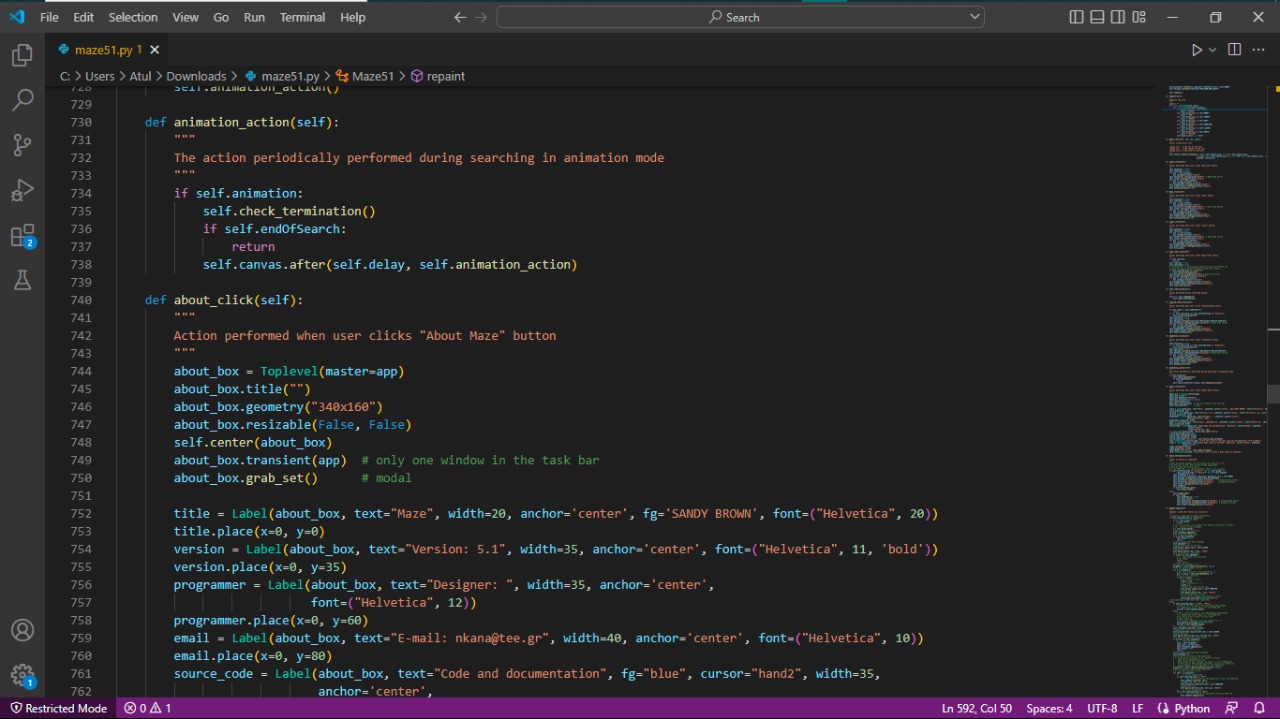 File Edit Selection View Go Run Terminal Help Search
maze51.py 1
C: > Users > Atul > Downloads > maze51.py > Maze51 > repaint
728 self.animation_action()
729
730 def animation_action(self):
731 """
732 The action periodically performed during searching in animation mode
733 """
734 if self.animation:
735 self.check_termination()
736 if self.endOfSearch:
737 return
738 self.canvas.after(self.delay, self.animation_action)
739
740 def about_click(self):
741 """
742 Action performed when user clicks "About Maze" button
743 """
744 about_box = Toplevel(master=app)
745 about_box.title("")
746 about_box.geometry("340x160")
747 about_box.resizable(False, False)
748 self.center(about_box)
749 about_box.transient(app) # only one window in the task bar
750 about_box.grab_set() # modal
751
752 title = Label(about_box, text="Maze", width=20, anchor='center', fg='SANDY BROWN', font=("Helvetica", 20))
753 title.place(x=0, y=0)
754 version = Label(about_box, text="Version: 5.1", width=35, anchor='center', font=("Helvetica", 11, 'bold'))
755 version.place(x=0, y=35)
756 programmer = Label(about_box, text="Designer: ", width=35, anchor='center',
757 font=("Helvetica", 12))
758 programmer.place(x=0, y=60)
759 email = Label(about_box, text="E-mail: nkana@tee.gr", width=40, anchor='center', font=("Helvetica", 10))
760 email.place(x=0, y=80)
761 source_code = Label(about_box, text="Code and documentation", fg="blue", cursor="hand2", width=35,
762 anchor='center',
2
1
Restricted Mode 0 1 Ln 592, Col 50 Spaces: 4 UTF-8 LF Python